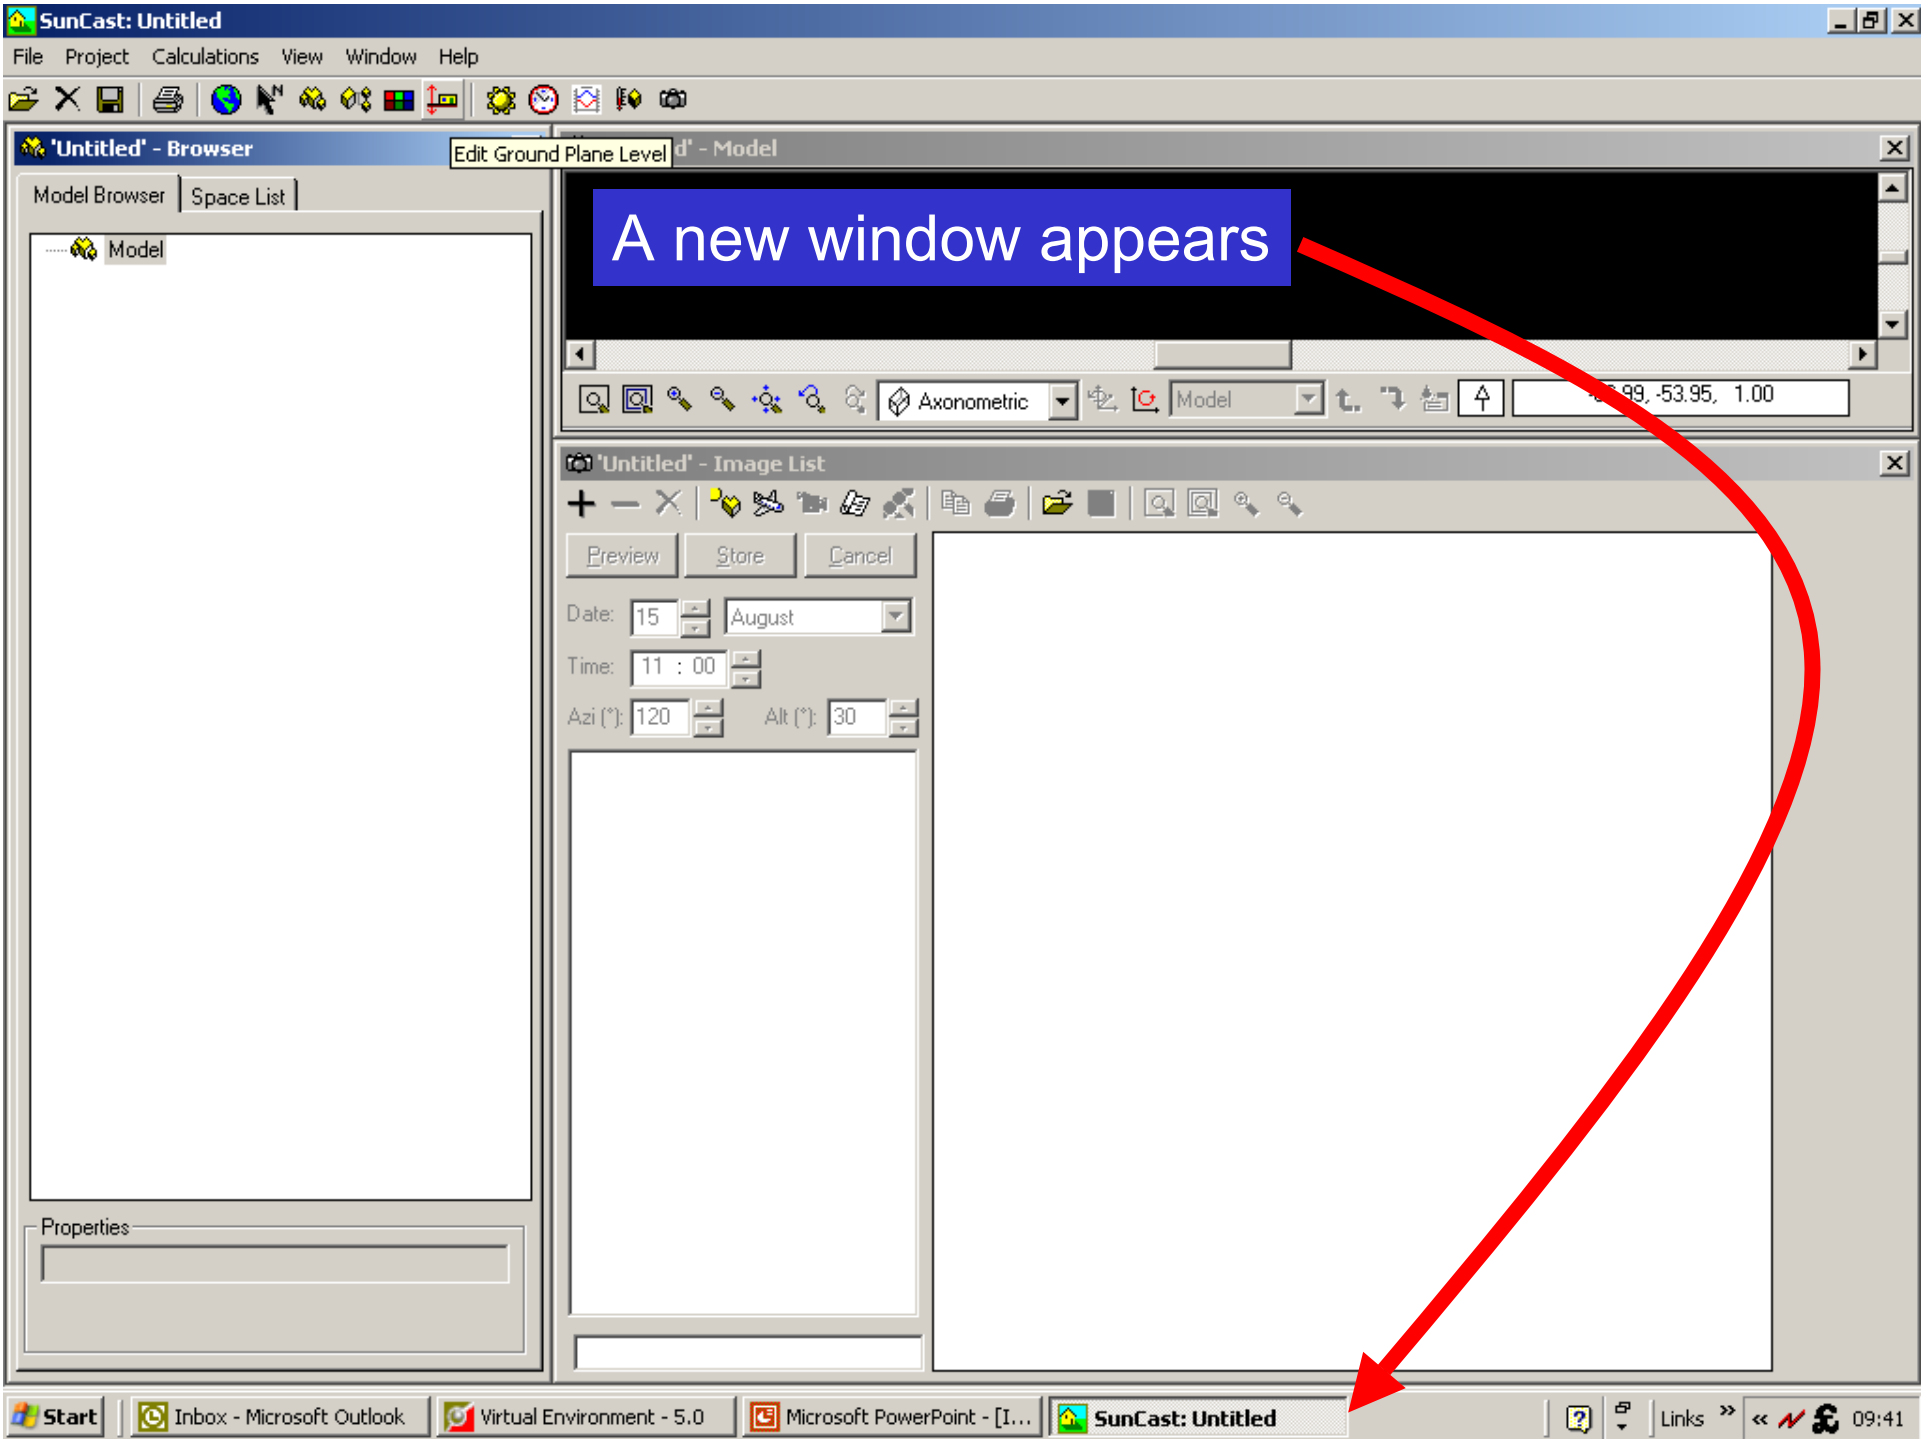 SunCast: Untitled
File Project Calculations View Window Help
'Untitled' - Browser
Edit Ground Plane Level
d' - Model
Model Browser Space List
Model
A new window appears
Axonometric Model 99, -53.95, 1.00
'Untitled' - Image List
Preview Store Cancel
Date: 15 August
Time: 11 : 00
Azi (°): 120 Alt (°): 30
Properties
Start Inbox - Microsoft Outlook Virtual Environment - 5.0 Microsoft PowerPoint - [I... SunCast: Untitled Links » « 09:41